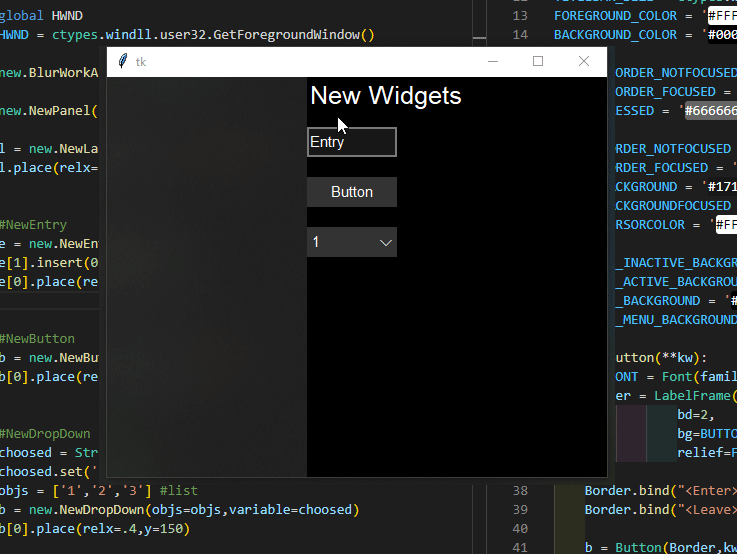 global HWND
HWND = ctypes.windll.user32.GetForegroundWindow()
new.BlurWorkA
new.NewPanel(
l = new.NewLa
l.place(relx=
#NewEntry
e = new.NewEn
e[1].insert(0
e[0].place(re
#NewButton
b = new.NewBu
b[0].place(re
#NewDropDown
choosed = Str
choosed.set('
objs = ['1','2','3'] #list
b = new.NewDropDown(objs=objs,variable=choosed)
b[0].place(relx=.4,y=150)
tk
New Widgets
Entry
Button
1
13 FOREGROUND_COLOR = '#FFF
14 BACKGROUND_COLOR = '#000
ORDER_NOTFOCUSED
ORDER_FOCUSED =
ESSED = '#666666
ORDER_NOTFOCUSED
ORDER_FOCUSED = '
CKGROUND = '#171
CKGROUNDFOCUSED
RSORCOLOR = '#FF
_INACTIVE_BACKG
_ACTIVE_BACKGROU
_BACKGROUND = '#
_MENU_BACKGROUND
utton(**kw):
ONT = Font(famil
er = LabelFrame(
bd=2,
bg=BUTTO
relief=F
38 Border.bind("<Enter>
39 Border.bind("<Leave>
40
41 b = Button(Border,kw